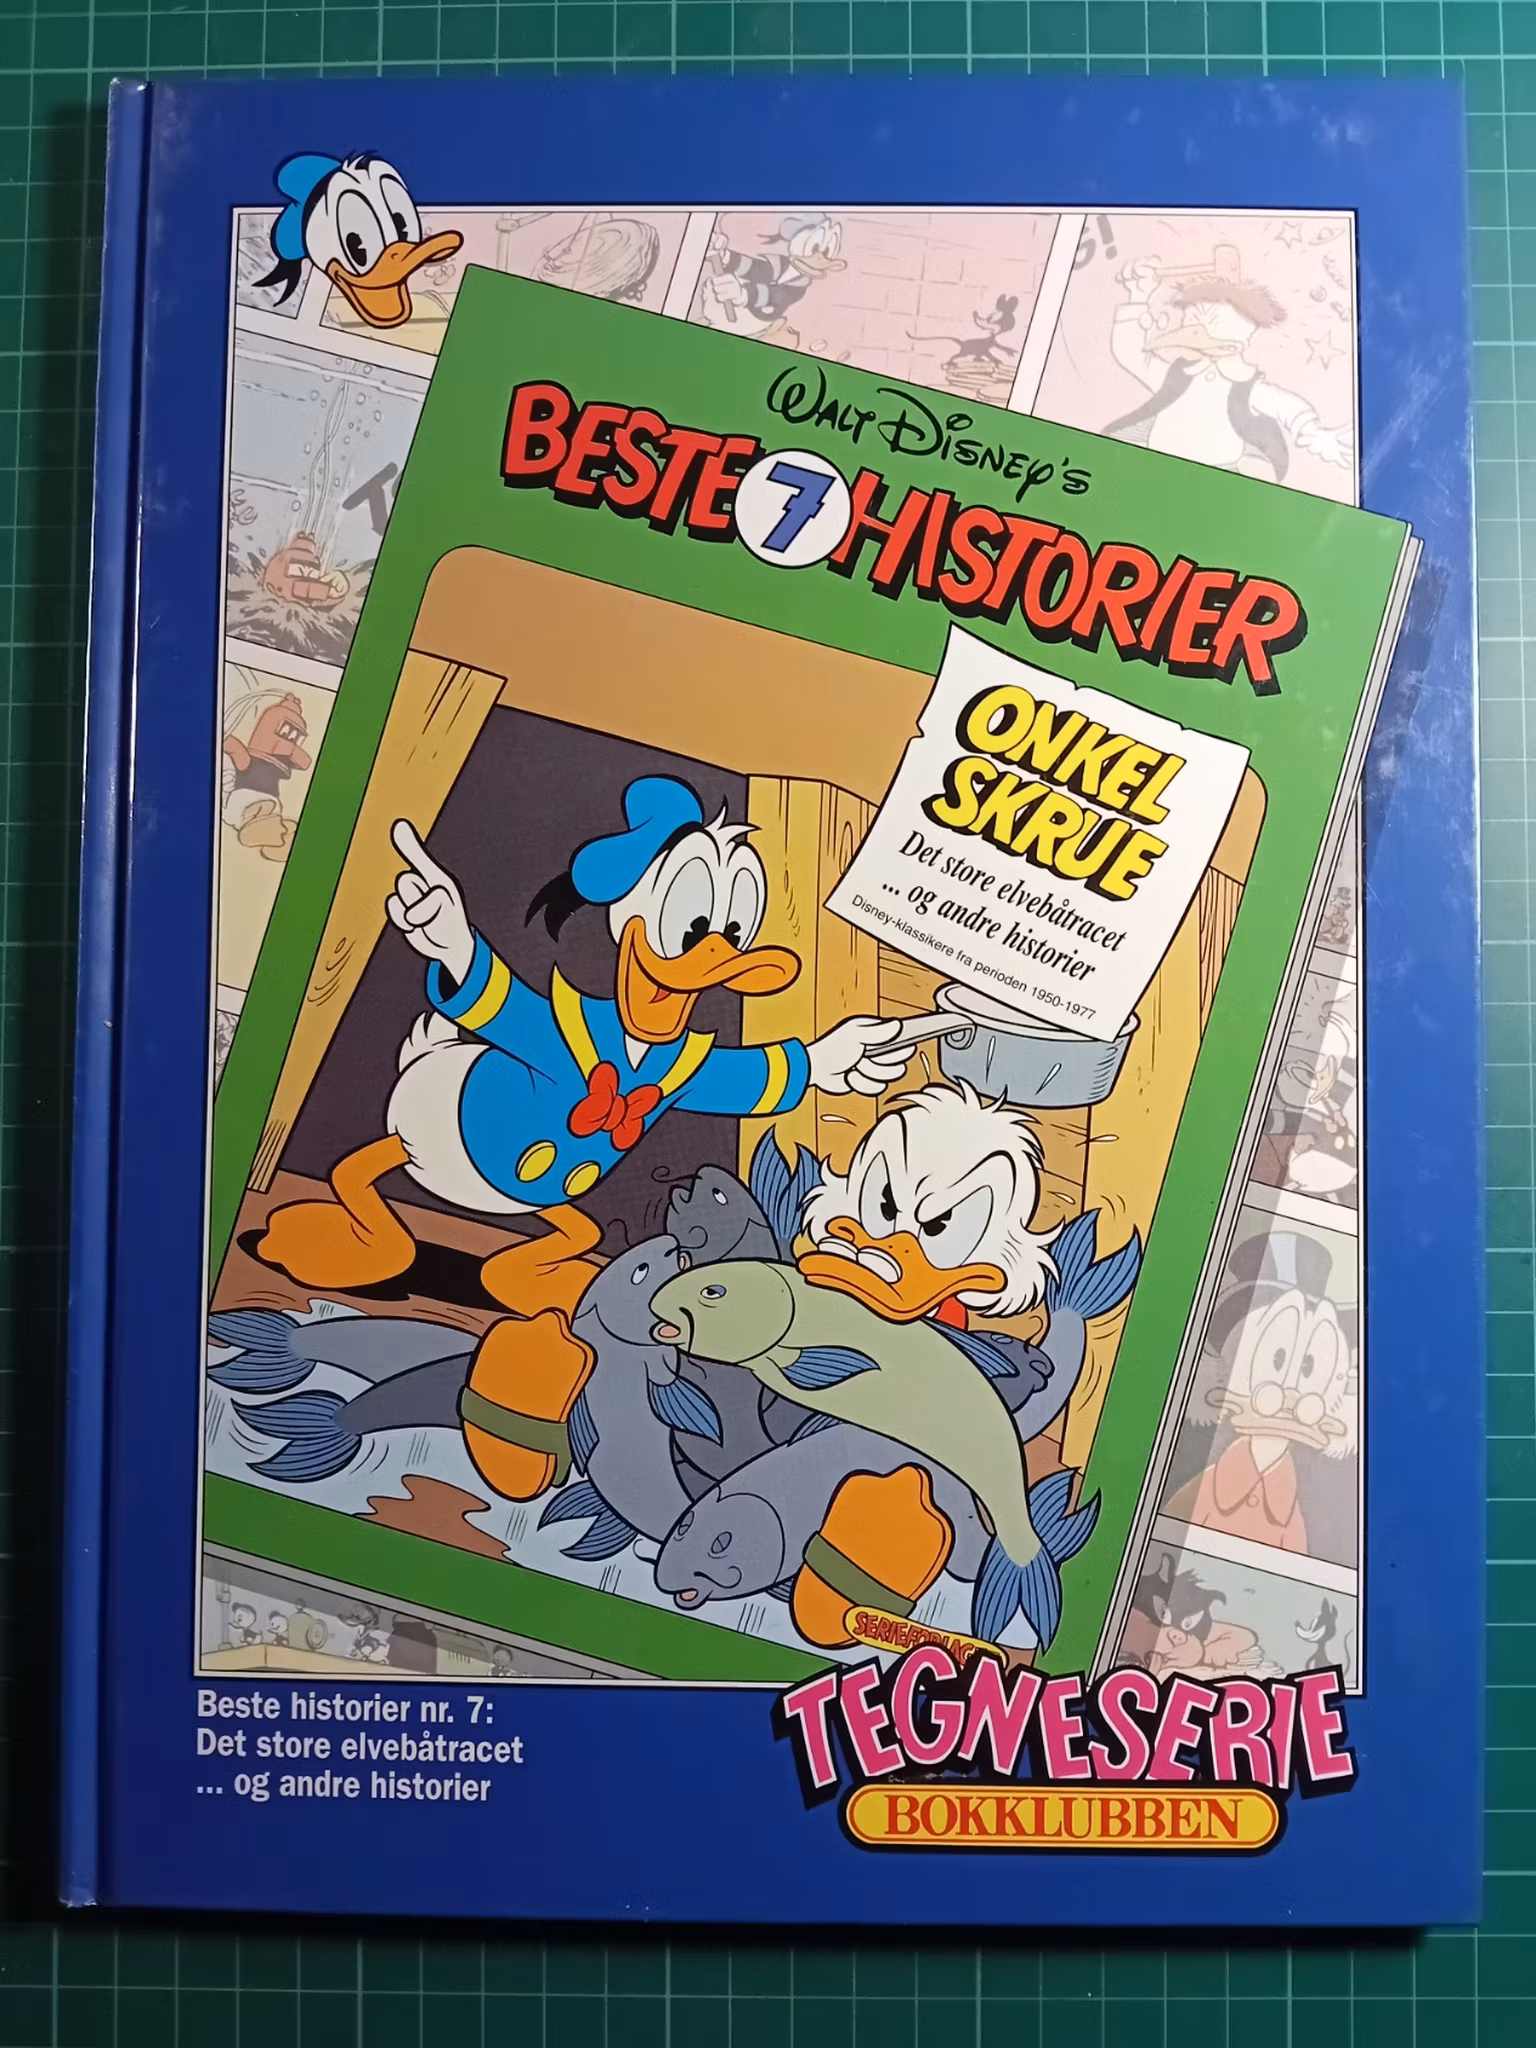 Walt Disney's
BESTE 7 HISTORIER
ONKEL
SKRUE
Det store elvebåtracet
... og andre historier
Disney-klassikere fra perioden 1950-1977
SERIEFORLAGET
TEGNESERIE
BOKKLUBBEN
Beste historier nr. 7:
Det store elvebåtracet
... og andre historier